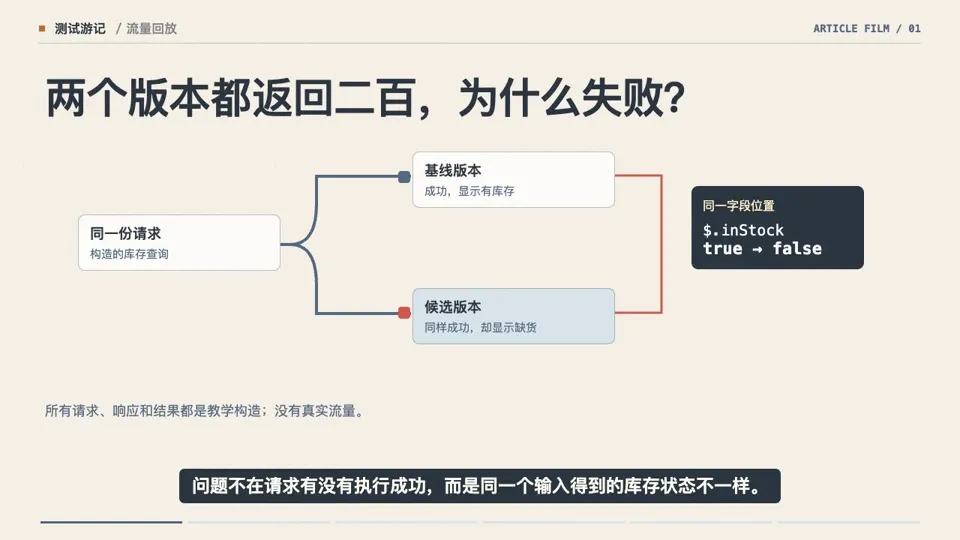 测试游记 / 流量回放
ARTICLE FILM / 01
两个版本都返回二百，为什么失败？
同一份请求
构造的库存查询
基线版本
成功，显示有库存
候选版本
同样成功，却显示缺货
同一字段位置
$.inStock
true → false
所有请求、响应和结果都是教学构造；没有真实流量。
问题不在请求有没有执行成功，而是同一个输入得到的库存状态不一样。